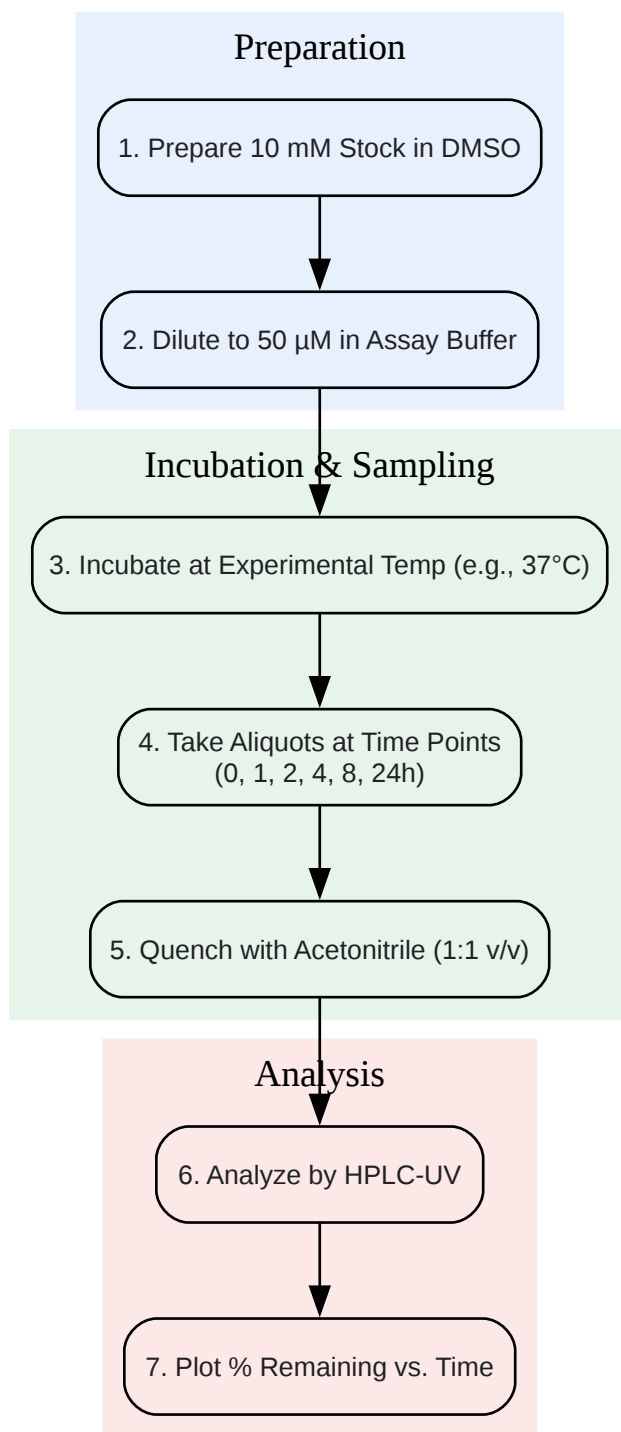 Preparation
1. Prepare 10 mM Stock in DMSO
2. Dilute to 50 µM in Assay Buffer
Incubation & Sampling
3. Incubate at Experimental Temp (e.g., 37°C)
4. Take Aliquots at Time Points
(0, 1, 2, 4, 8, 24h)
5. Quench with Acetonitrile (1:1 v/v)
Analysis
6. Analyze by HPLC-UV
7. Plot % Remaining vs. Time